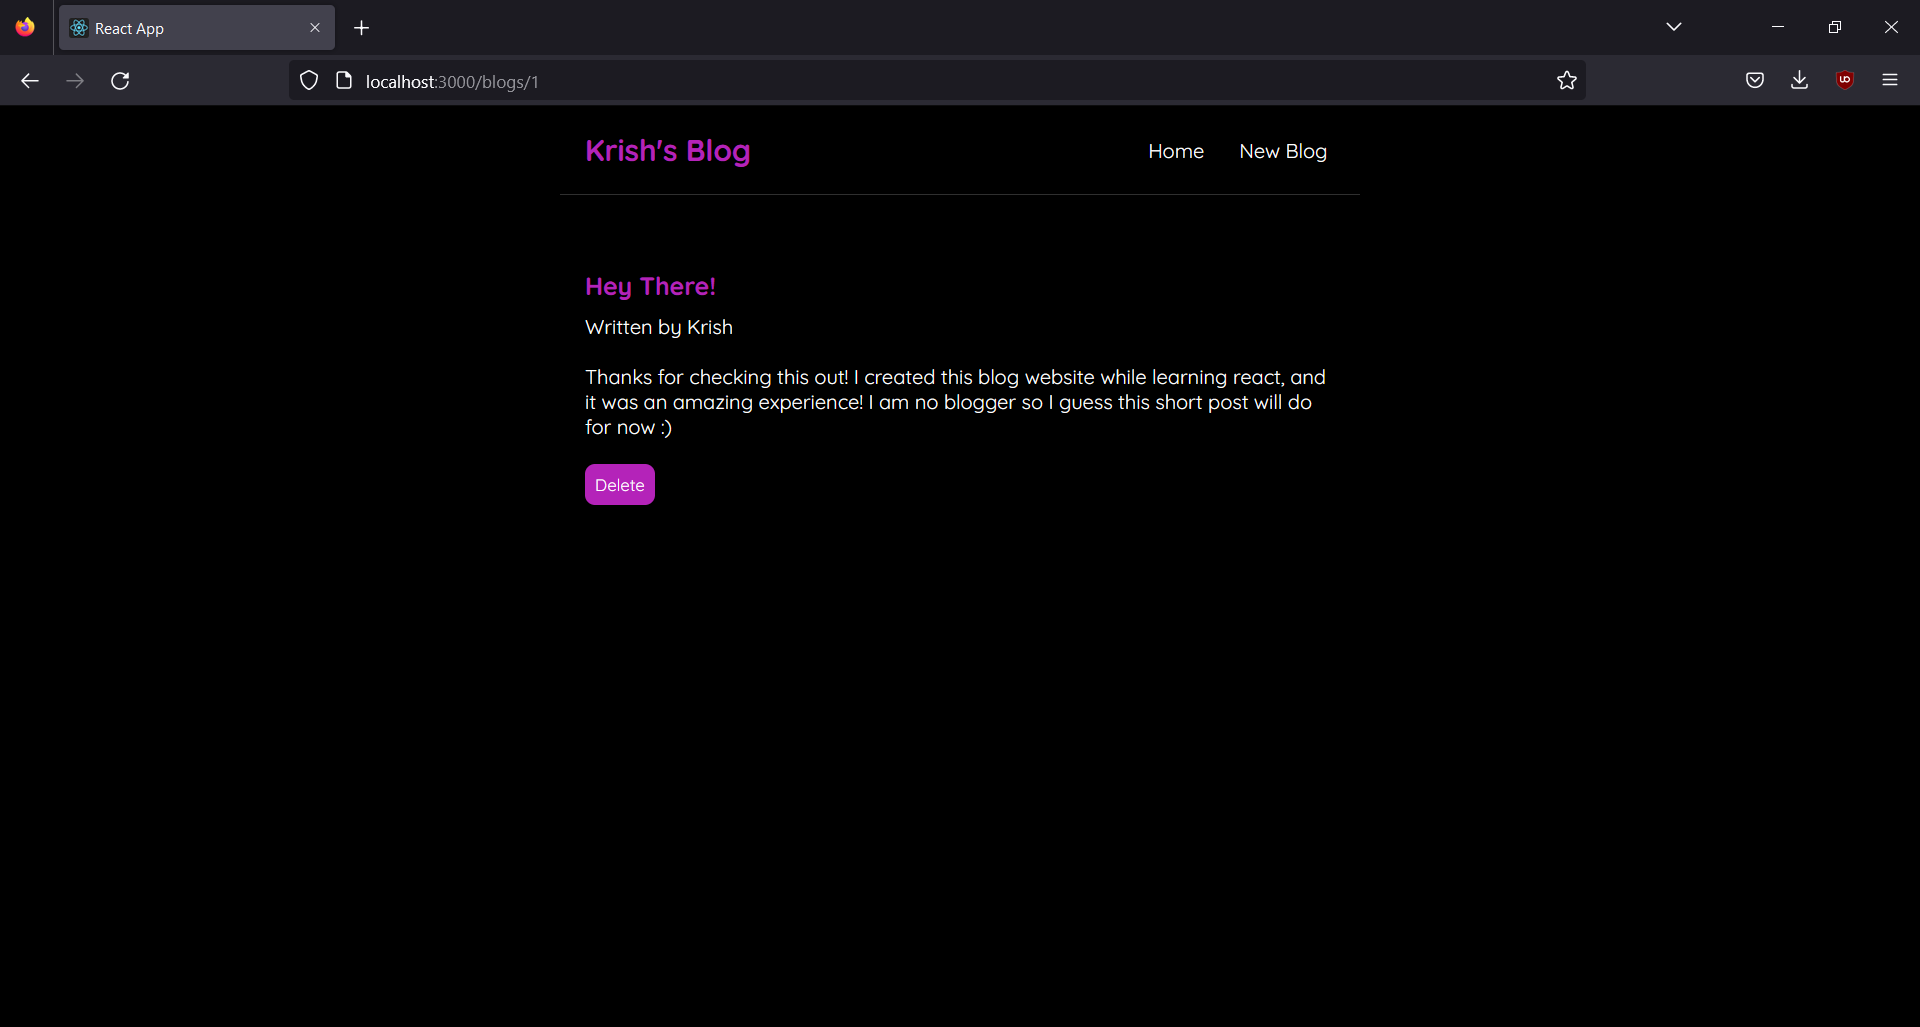 React App
localhost:3000/blogs/1
Krish's Blog
Home
New Blog
Hey There!
Written by Krish
Thanks for checking this out! I created this blog website while learning react, and
it was an amazing experience! I am no blogger so I guess this short post will do
for now :)
Delete